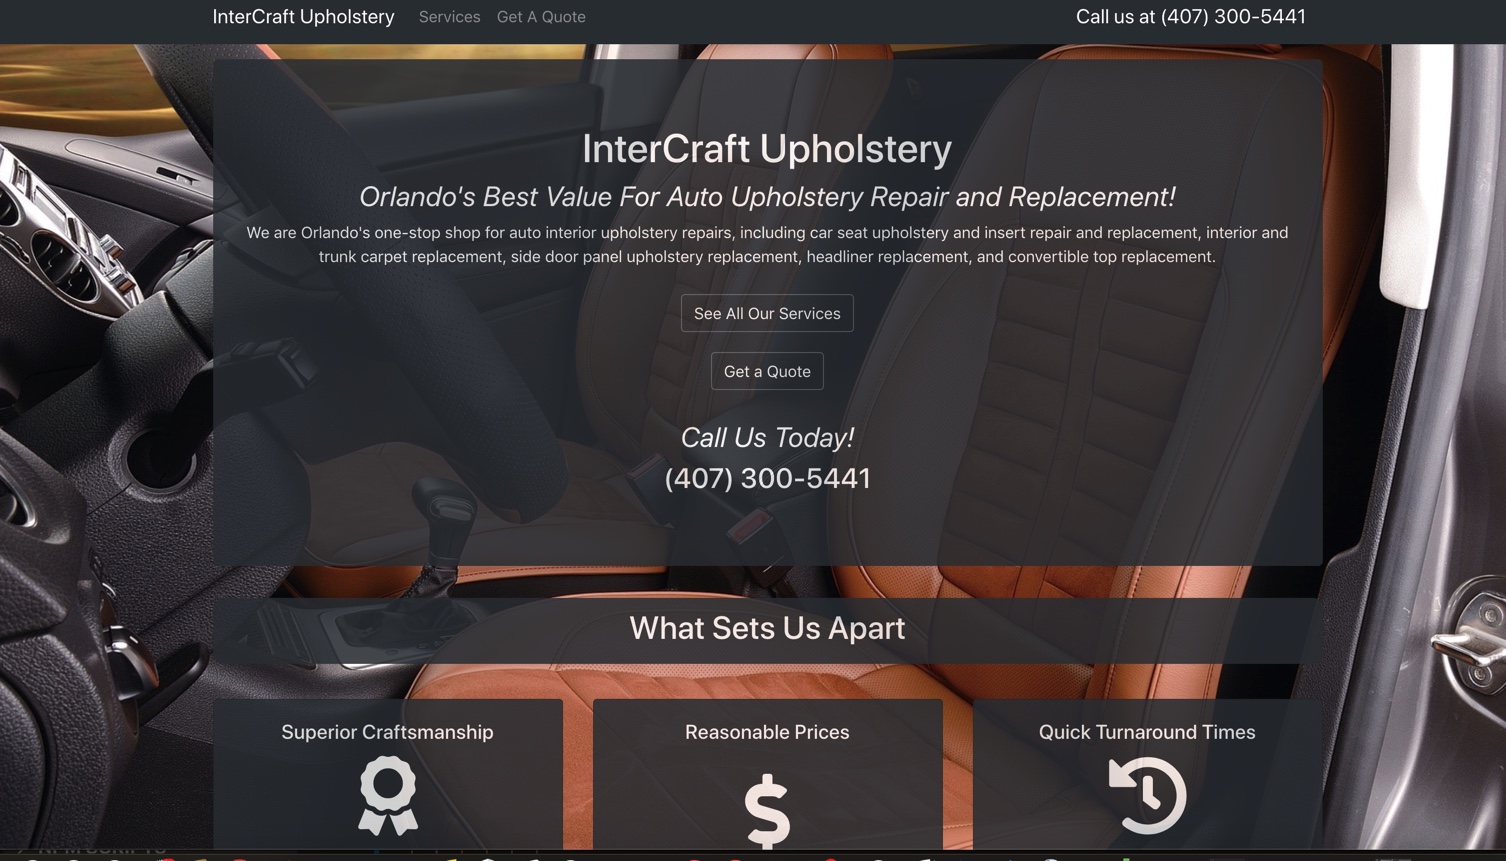 InterCraft Upholstery Services Get A Quote Call us at (407) 300-5441
InterCraft Upholstery
Orlando's Best Value For Auto Upholstery Repair and Replacement!
We are Orlando's one-stop shop for auto interior upholstery repairs, including car seat upholstery and insert repair and replacement, interior and
trunk carpet replacement, side door panel upholstery replacement, headliner replacement, and convertible top replacement.
See All Our Services
Get a Quote
Call Us Today!
(407) 300-5441
What Sets Us Apart
Superior Craftsmanship
Reasonable Prices
Quick Turnaround Times
$